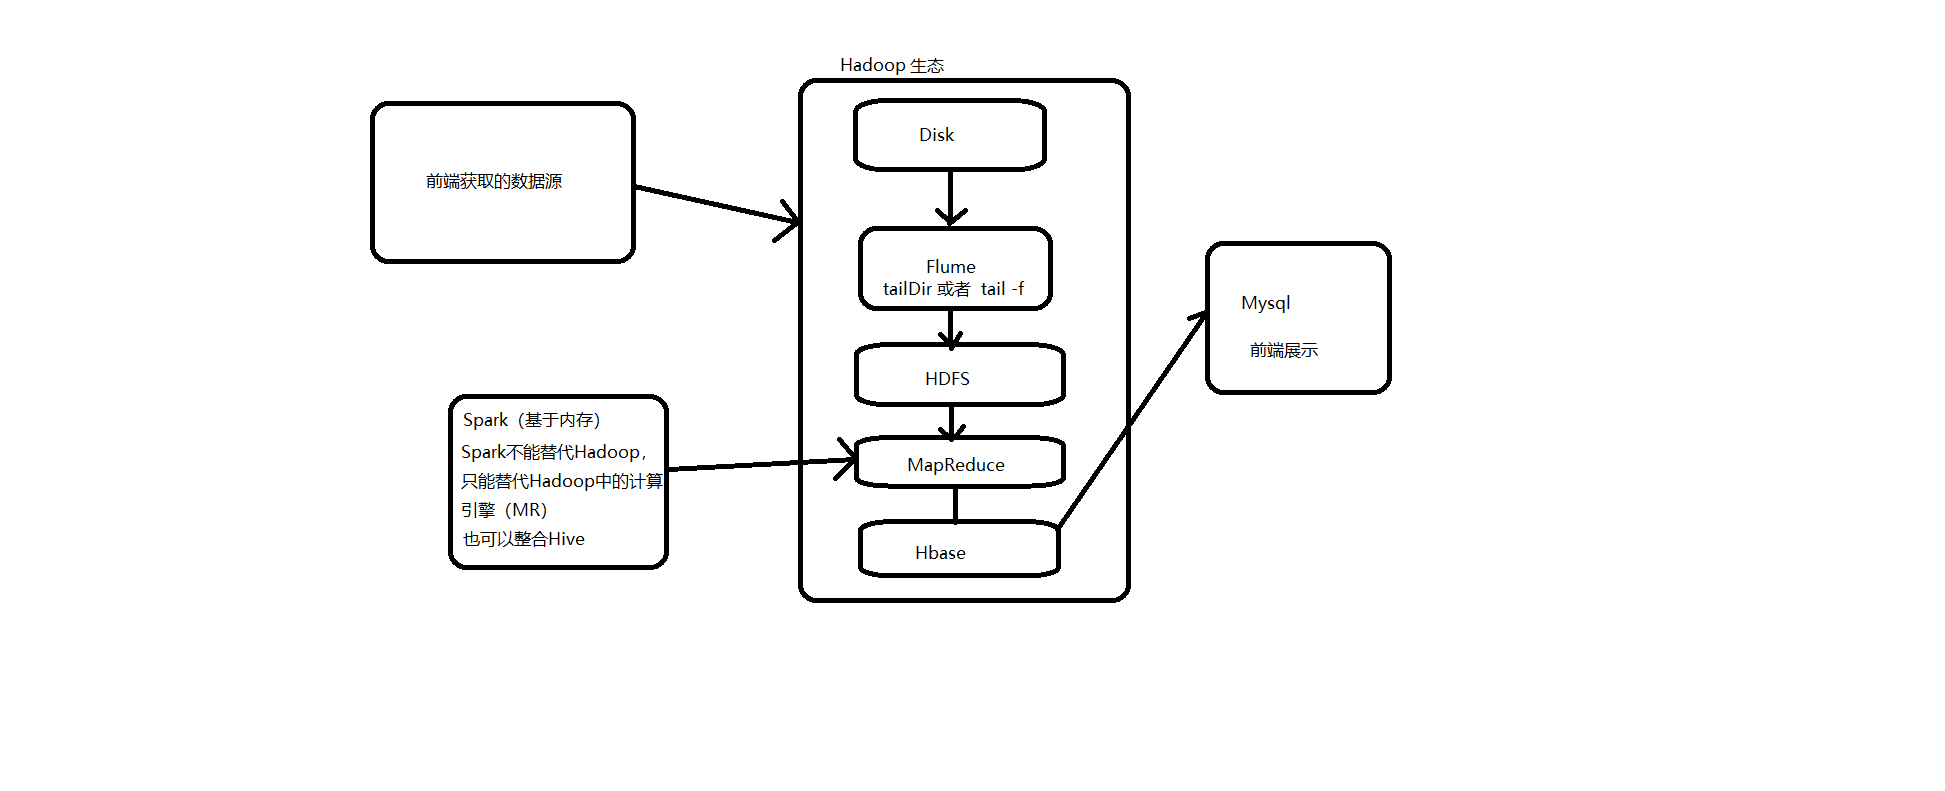 Hadoop 生态
前端获取的数据源
Disk
Flume
tailDir 或者 tail -f
HDFS
MapReduce
Hbase
Spark（基于内存）
Spark不能替代Hadoop，
只能替代Hadoop中的计算
引擎（MR）
也可以整合Hive
Mysql
前端展示